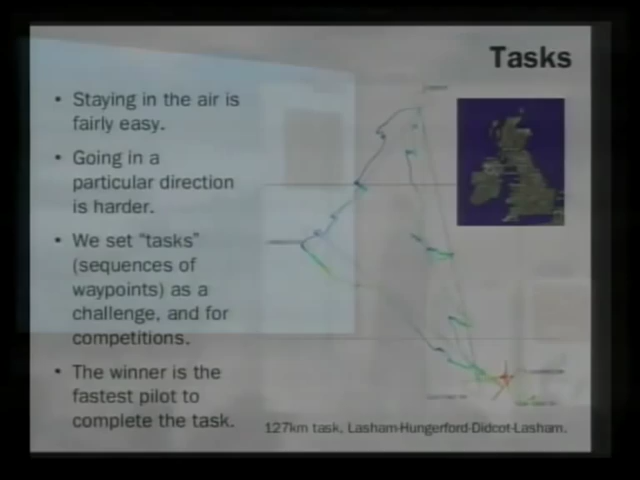 Tasks
• Staying in the air is
fairly easy.
• Going in a
particular direction
is harder.
• We set “tasks”
(sequences of
waypoints) as a
challenge, and for
competitions.
• The winner is the
fastest pilot to
complete the task.
127km task, Lasham-Hungerford-Didcot-Lasham.